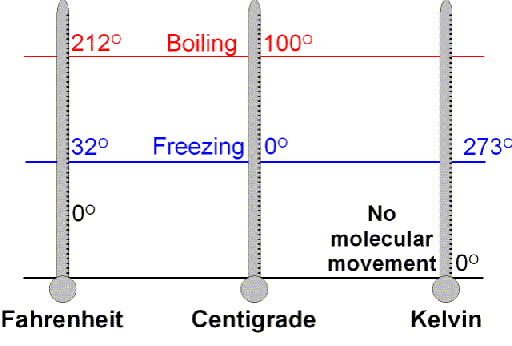 212° Boiling 100°
32° Freezing 0° 273°
0°
No
molecular
movement 0°
Fahrenheit Centigrade Kelvin